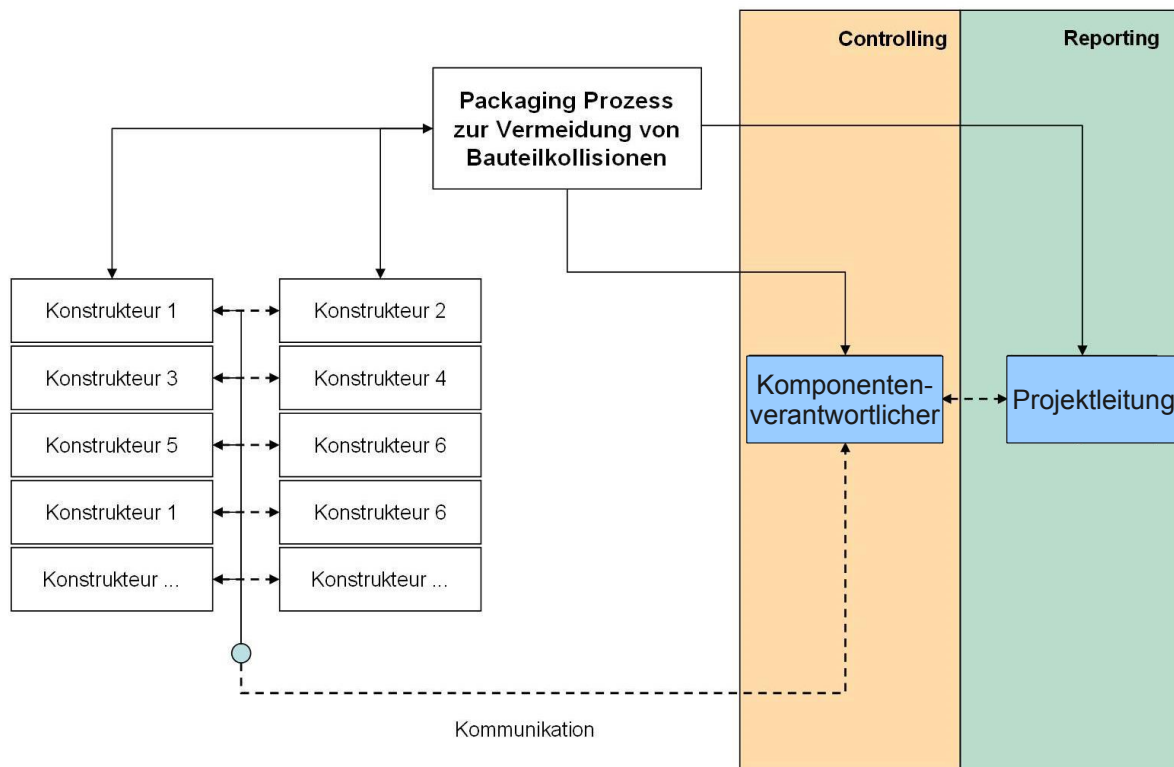 Controlling
Reporting
Packaging Prozess
zur Vermeidung von
Bauteilkollisionen
Konstrukteur 1
Konstrukteur 2
Konstrukteur 3
Konstrukteur 4
Konstrukteur 5
Konstrukteur 6
Konstrukteur 1
Konstrukteur 6
Konstrukteur ...
Konstrukteur ...
Komponenten-
verantwortlicher
Projektleitung
Kommunikation